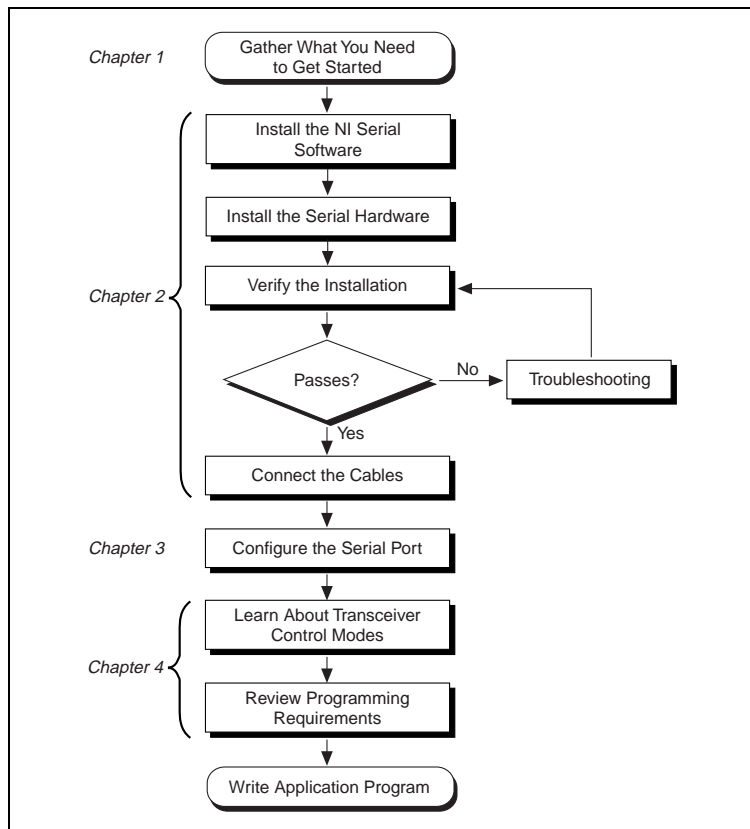 Chapter 1
Gather What You Need
to Get Started
Install the NI Serial
Software
Install the Serial Hardware
Chapter 2
Verify the Installation
Passes?
No
Troubleshooting
Yes
Connect the Cables
Chapter 3
Configure the Serial Port
Learn About Transceiver
Control Modes
Chapter 4
Review Programming
Requirements
Write Application Program